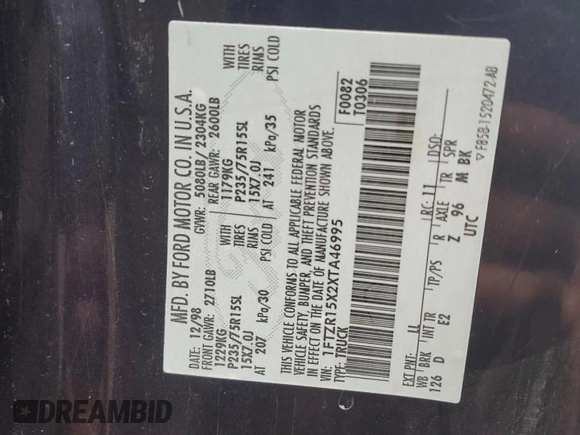 MFD. BY FORD MOTOR CO. IN U.S.A.
DATE: 12/98 GVWR: 5080LB/ 2304KG
FRONT GAWR: 2710LB REAR GAWR: 2600LB
1229KG WITH 1179KG WITH
P235/75R15SL TIRES P235/75R15SL TIRES
15X7.0J RIMS 15X7.0J RIMS
AT 207 kPa/30 PSI COLD AT 241 kPa/35 PSI COLD
THIS VEHICLE CONFORMS TO ALL APPLICABLE FEDERAL MOTOR
VEHICLE SAFETY, BUMPER, AND THEFT PREVENTION STANDARDS
IN EFFECT ON THE DATE OF MANUFACTURE SHOWN ABOVE.
VIN: 1FTZR15X2XTA46995
TYPE: TRUCK
F0082
T0306
EXT PNT: LL RC: 11 DSO:
WB BRK INT TR TP/PS R AXLE TR SPR
126 D E2 Z 96 M BK
UTC
▽F85B-1520472-AB
DREAMBID